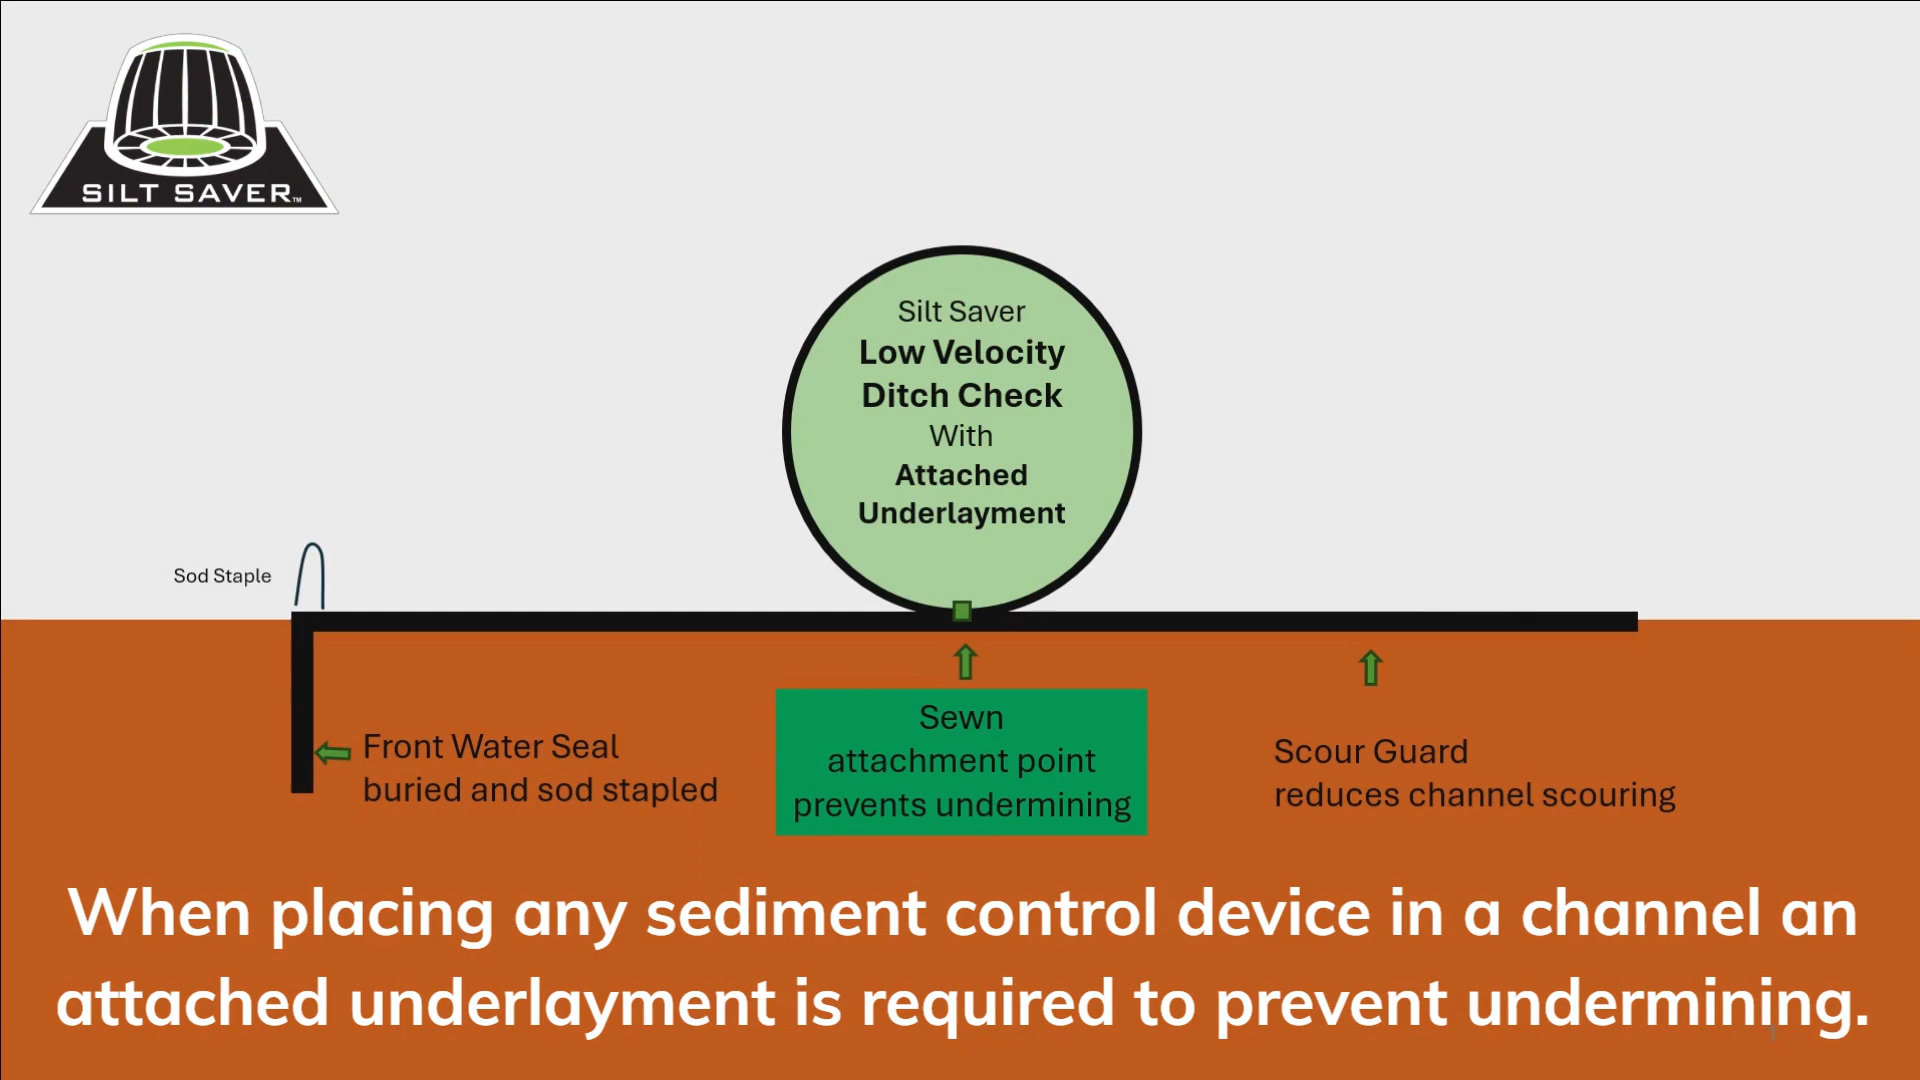 SILT SAVER™
Silt Saver
Low Velocity
Ditch Check
With
Attached
Underlayment
Sod Staple
Front Water Seal
buried and sod stapled
Sewn
attachment point
prevents undermining
Scour Guard
reduces channel scouring
When placing any sediment control device in a channel an
attached underlayment is required to prevent undermining.